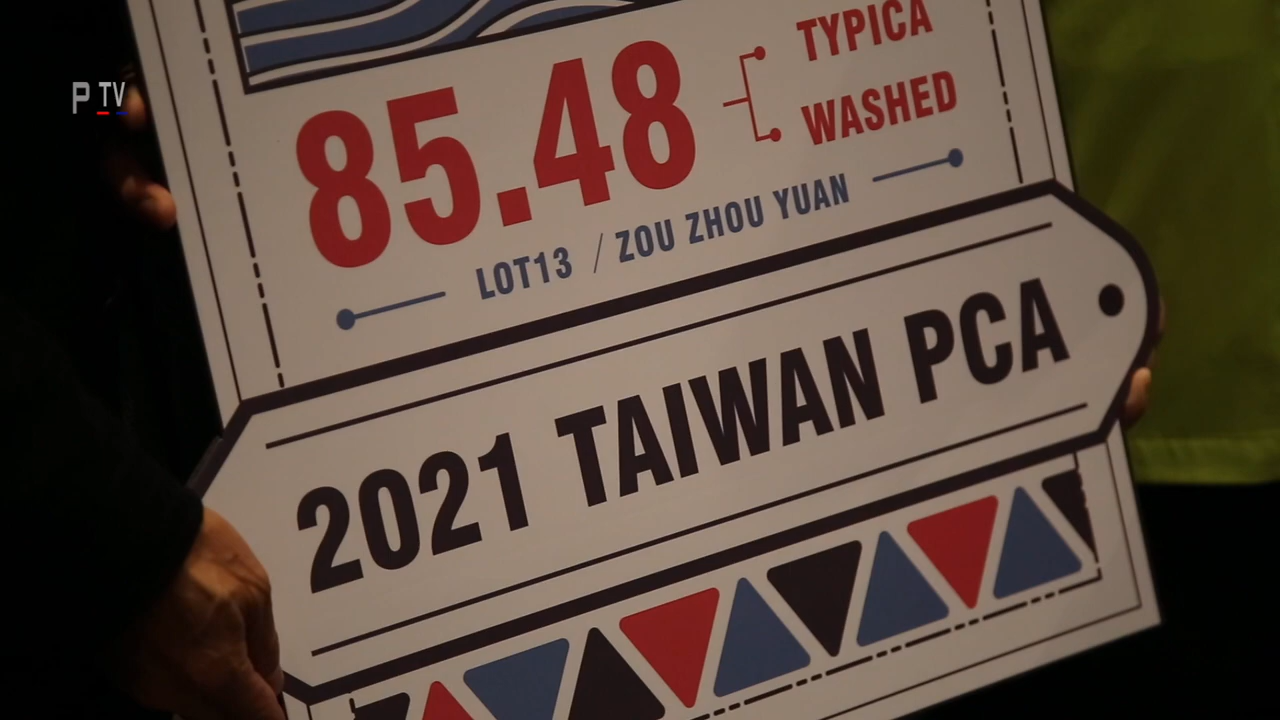 P TV
TYPICA
85.48
WASHED
LOT13 / ZOU ZHOU YUAN
2021 TAIWAN PCA